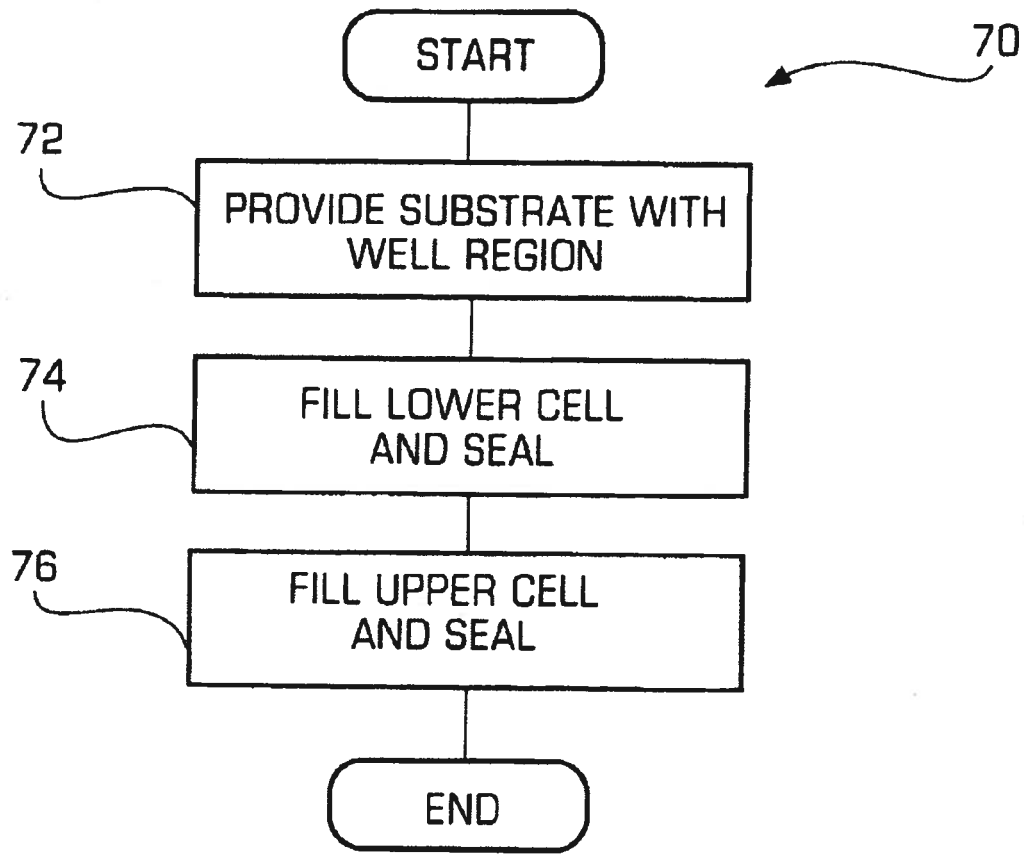 START
70
72
PROVIDE SUBSTRATE WITH
WELL REGION
74
FILL LOWER CELL
AND SEAL
76
FILL UPPER CELL
AND SEAL
END